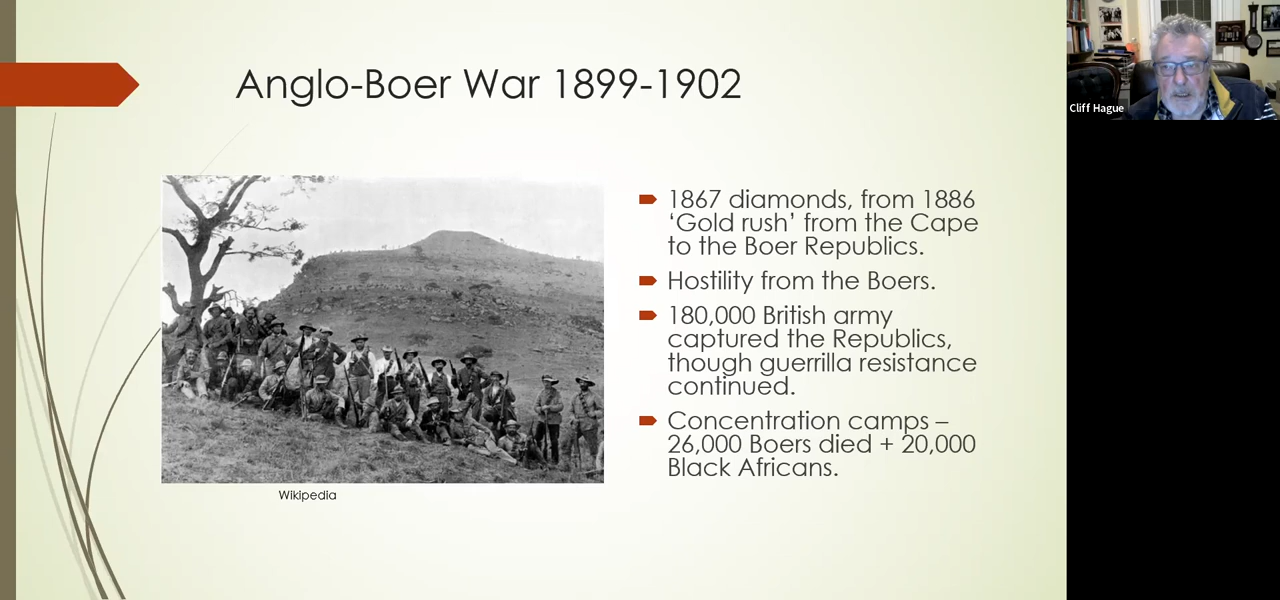 Anglo-Boer War 1899-1902
1867 diamonds, from 1886
‘Gold rush’ from the Cape
to the Boer Republics.
Hostility from the Boers.
180,000 British army
captured the Republics,
though guerrilla resistance
continued.
Concentration camps –
26,000 Boers died + 20,000
Black Africans.
Wikipedia
Cliff Hague